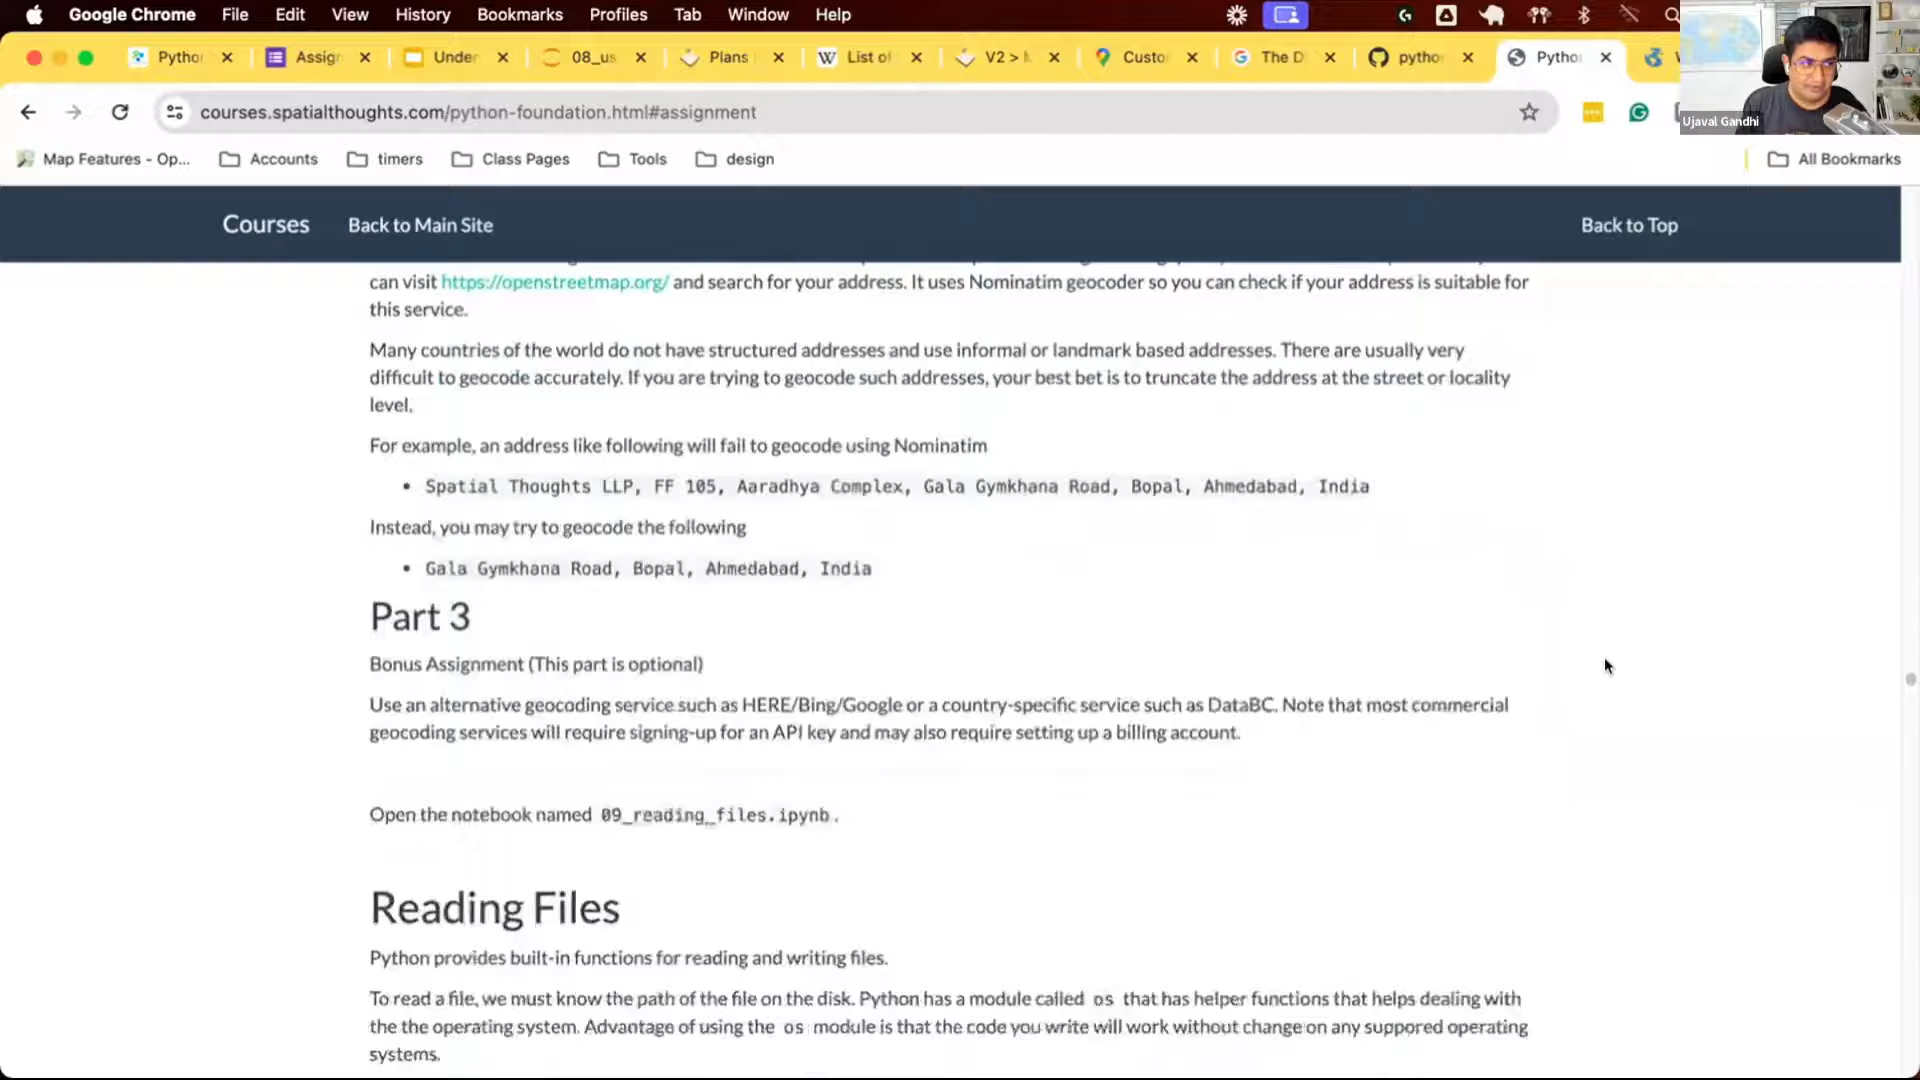 Google Chrome File Edit View History Bookmarks Profiles Tab Window Help
Pytho Assig Under 08_us Plans List of V2 > Custo The D pytho Pytho
courses.spatialthoughts.com/python-foundation.html#assignment
Ujaval Gandhi
Map Features - Op... Accounts timers Class Pages Tools design All Bookmarks
Courses Back to Main Site Back to Top
can visit https://openstreetmap.org/ and search for your address. It uses Nominatim geocoder so you can check if your address is suitable for
this service.
Many countries of the world do not have structured addresses and use informal or landmark based addresses. There are usually very
difficult to geocode accurately. If you are trying to geocode such addresses, your best bet is to truncate the address at the street or locality
level.
For example, an address like following will fail to geocode using Nominatim
• Spatial Thoughts LLP, FF 105, Aaradhya Complex, Gala Gymkhana Road, Bopal, Ahmedabad, India
Instead, you may try to geocode the following
• Gala Gymkhana Road, Bopal, Ahmedabad, India
Part 3
Bonus Assignment (This part is optional)
Use an alternative geocoding service such as HERE/Bing/Google or a country-specific service such as DataBC. Note that most commercial
geocoding services will require signing-up for an API key and may also require setting up a billing account.
Open the notebook named 09_reading_files.ipynb.
Reading Files
Python provides built-in functions for reading and writing files.
To read a file, we must know the path of the file on the disk. Python has a module called os that has helper functions that helps dealing with
the the operating system. Advantage of using the os module is that the code you write will work without change on any suppored operating
systems.